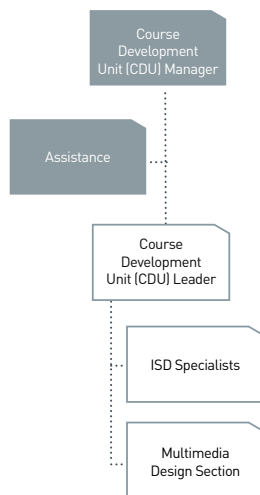 Course
Development
Unit (CDU) Manager
Assistance
Course
Development
Unit (CDU) Leader
ISD Specialists
Multimedia
Design Section